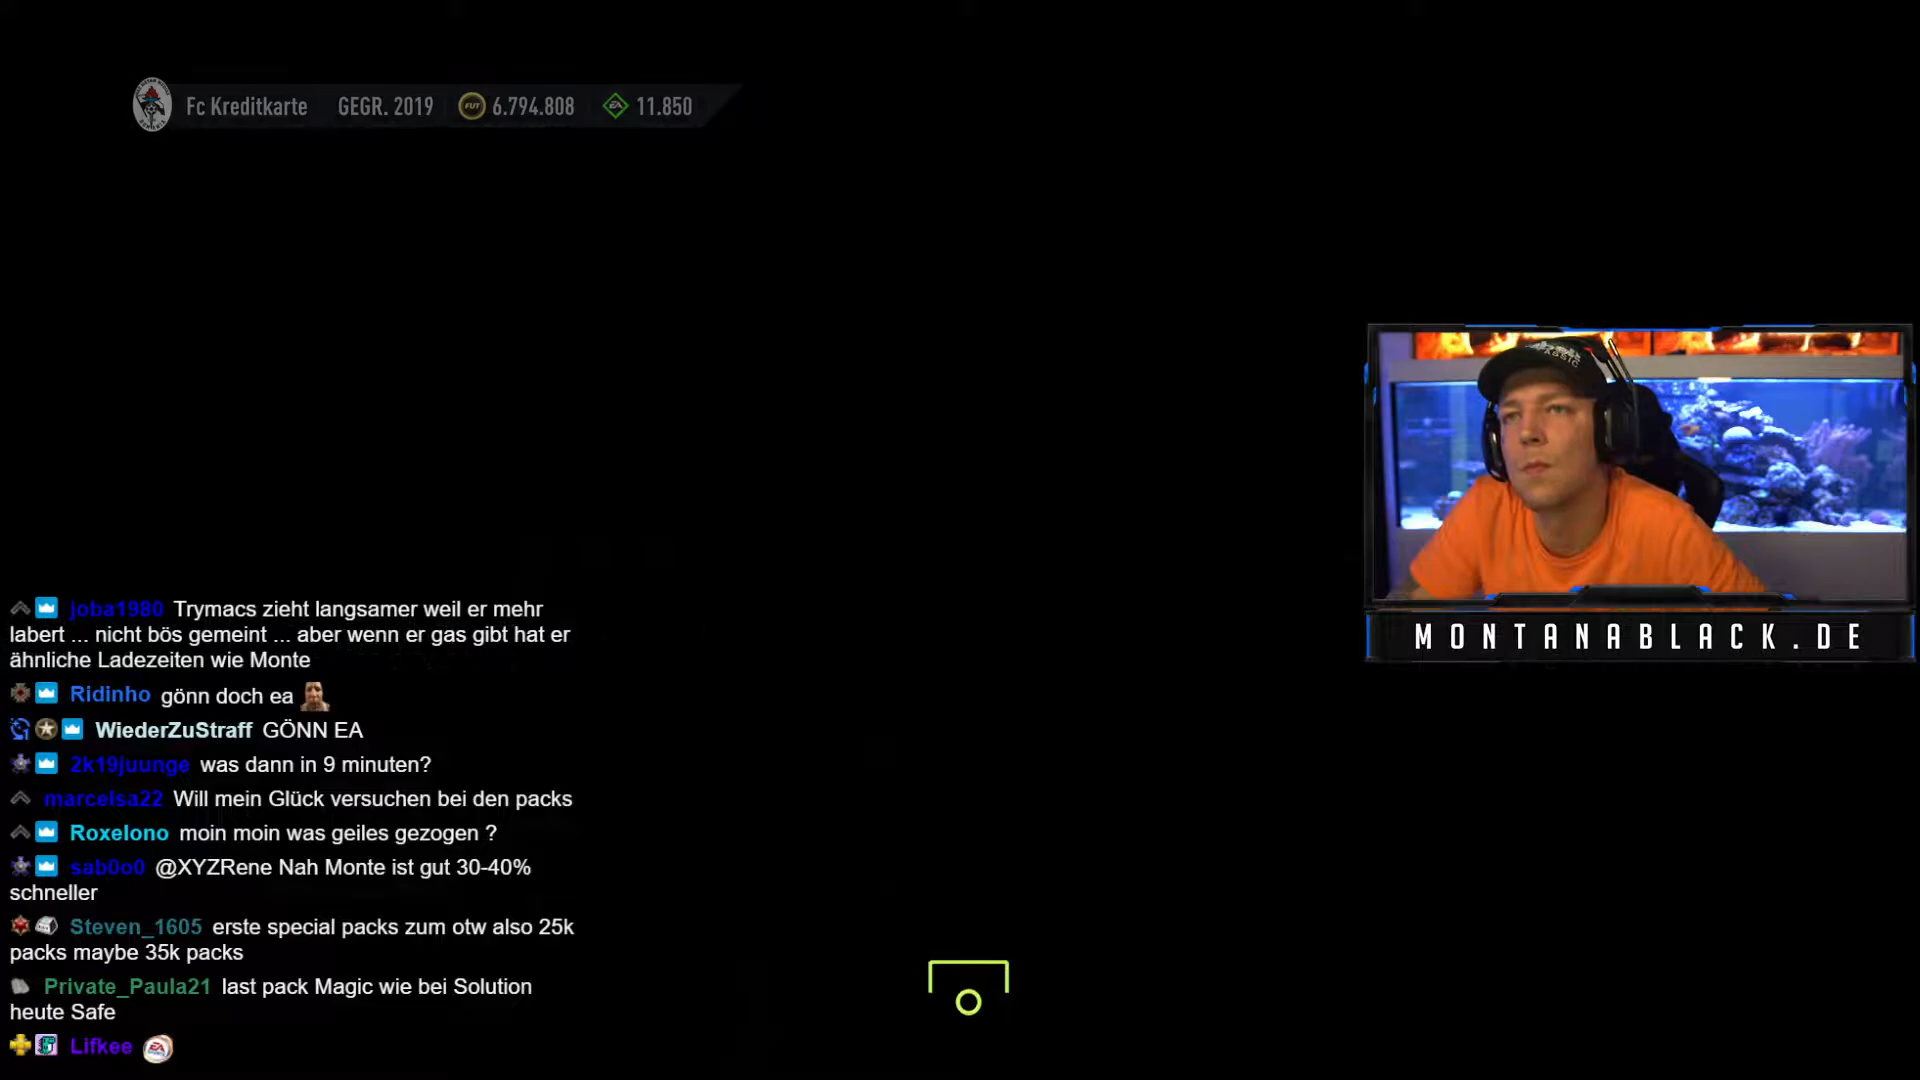 Fc Kreditkarte GEGR. 2019 FUT 6.794.808 EA 11.850
CLASSIC
MONTANABLACK.DE
joba1980 Trymacs zieht langsamer weil er mehr
labert ... nicht bös gemeint ... aber wenn er gas gibt hat er
ähnliche Ladezeiten wie Monte
Ridinho gönn doch ea
WiederZuStraff GÖNN EA
2k19juunge was dann in 9 minuten?
marcelsa22 Will mein Glück versuchen bei den packs
Roxelono moin moin was geiles gezogen ?
sab0o0 @XYZRene Nah Monte ist gut 30-40%
schneller
Steven_1605 erste special packs zum otw also 25k
packs maybe 35k packs
Private_Paula21 last pack Magic wie bei Solution
heute Safe
Lifkee EA